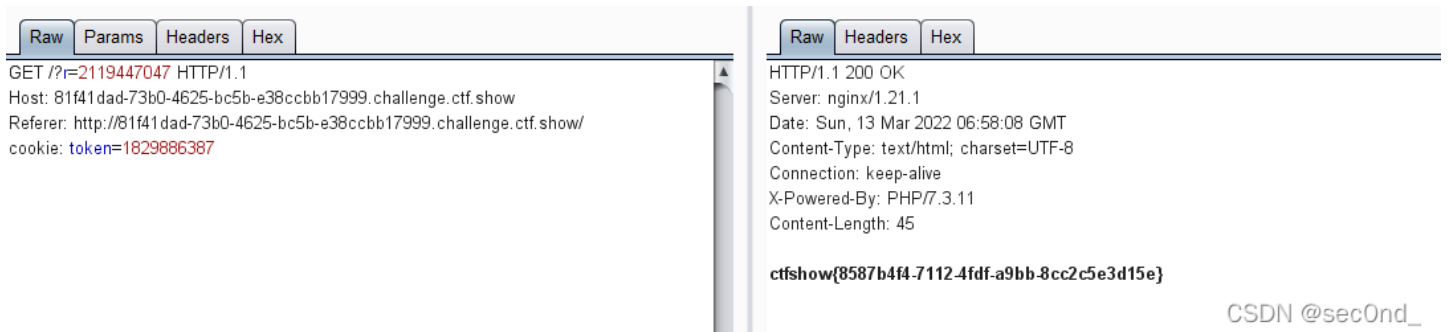 Raw Params Headers Hex
GET /?r=2119447047 HTTP/1.1
Host: 81f41dad-73b0-4625-bc5b-e38ccbb17999.challenge.ctf.show
Referer: http://81f41dad-73b0-4625-bc5b-e38ccbb17999.challenge.ctf.show/
cookie: token=1829886387
Raw Headers Hex
HTTP/1.1 200 OK
Server: nginx/1.21.1
Date: Sun, 13 Mar 2022 06:58:08 GMT
Content-Type: text/html; charset=UTF-8
Connection: keep-alive
X-Powered-By: PHP/7.3.11
Content-Length: 45
ctfshow{8587b4f4-7112-4fdf-a9bb-8cc2c5e3d15e}
CSDN @sec0nd_